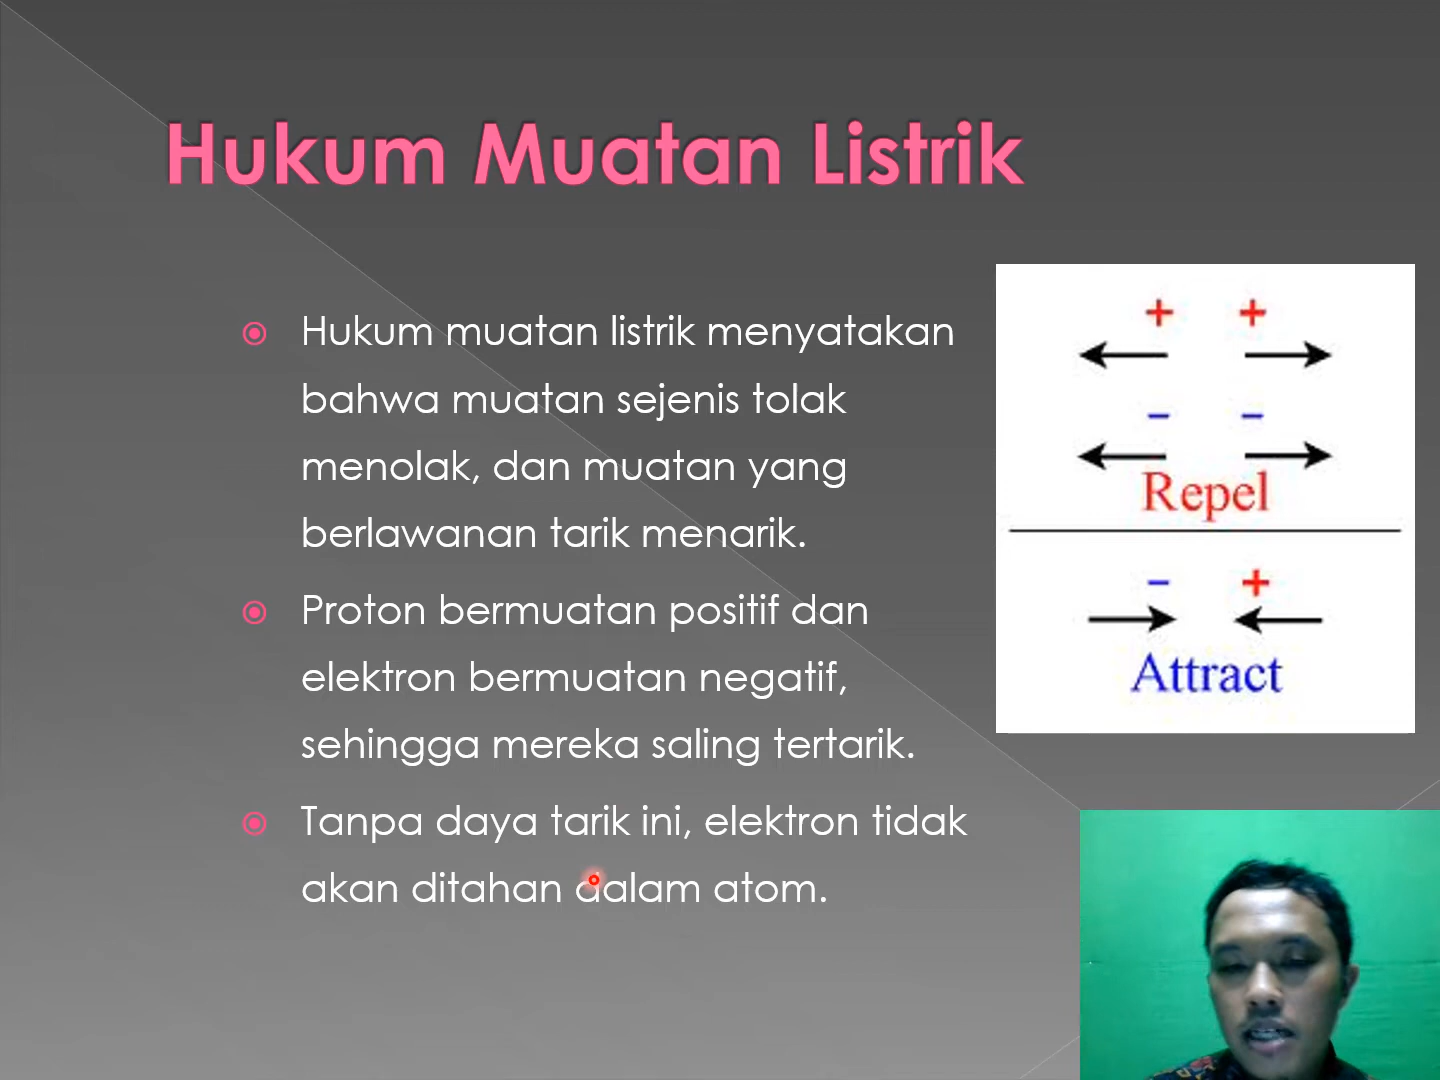 Hukum Muatan Listrik
Hukum muatan listrik menyatakan
bahwa muatan sejenis tolak
menolak, dan muatan yang
berlawanan tarik menarik.
Proton bermuatan positif dan
elektron bermuatan negatif,
sehingga mereka saling tertarik.
Tanpa daya tarik ini, elektron tidak
akan ditahan dalam atom.
+ +
− −
Repel
− +
Attract